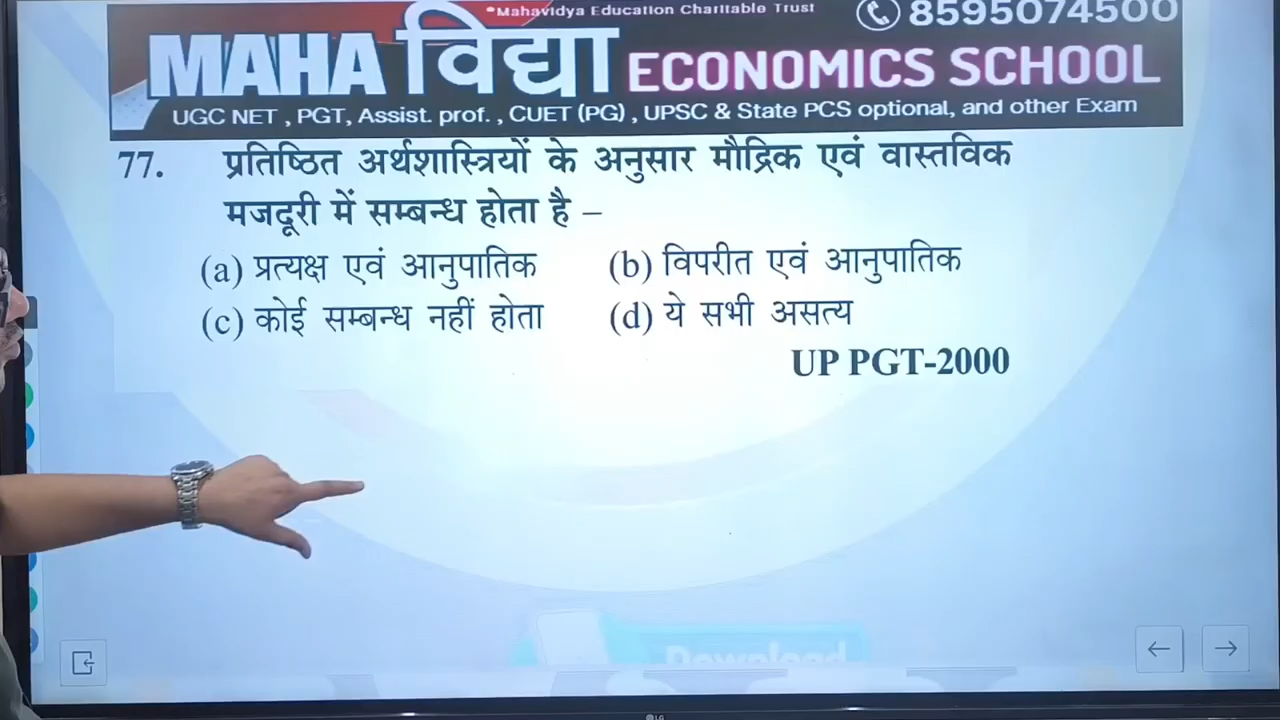 *Mahavidya Education Charitable Trust
8595074500
MAHA विद्या ECONOMICS SCHOOL
UGC NET , PGT, Assist. prof. , CUET (PG) , UPSC & State PCS optional, and other Exam
77. प्रतिष्ठित अर्थशास्त्रियों के अनुसार मौद्रिक एवं वास्तविक
मजदूरी में सम्बन्ध होता है –
(a) प्रत्यक्ष एवं आनुपातिक (b) विपरीत एवं आनुपातिक
(c) कोई सम्बन्ध नहीं होता (d) ये सभी असत्य
UP PGT-2000
Download
LG